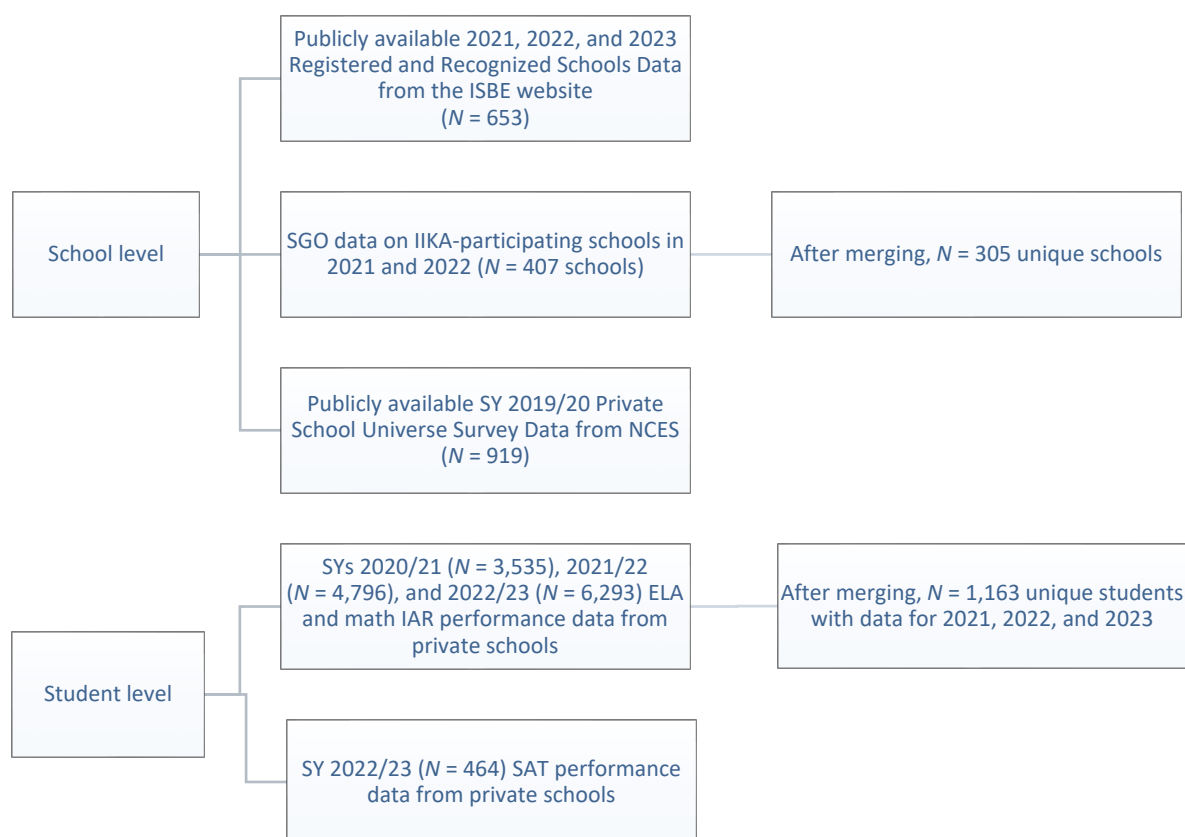 Publicly available 2021, 2022, and 2023
Registered and Recognized Schools Data
from the ISBE website
(N = 653)
School level
SGO data on IIKA-participating schools in
2021 and 2022 (N = 407 schools)
After merging, N = 305 unique schools
Publicly available SY 2019/20 Private
School Universe Survey Data from NCES
(N = 919)
Student level
SYs 2020/21 (N = 3,535), 2021/22
(N = 4,796), and 2022/23 (N = 6,293) ELA
and math IAR performance data from
private schools
After merging, N = 1,163 unique students
with data for 2021, 2022, and 2023
SY 2022/23 (N = 464) SAT performance
data from private schools